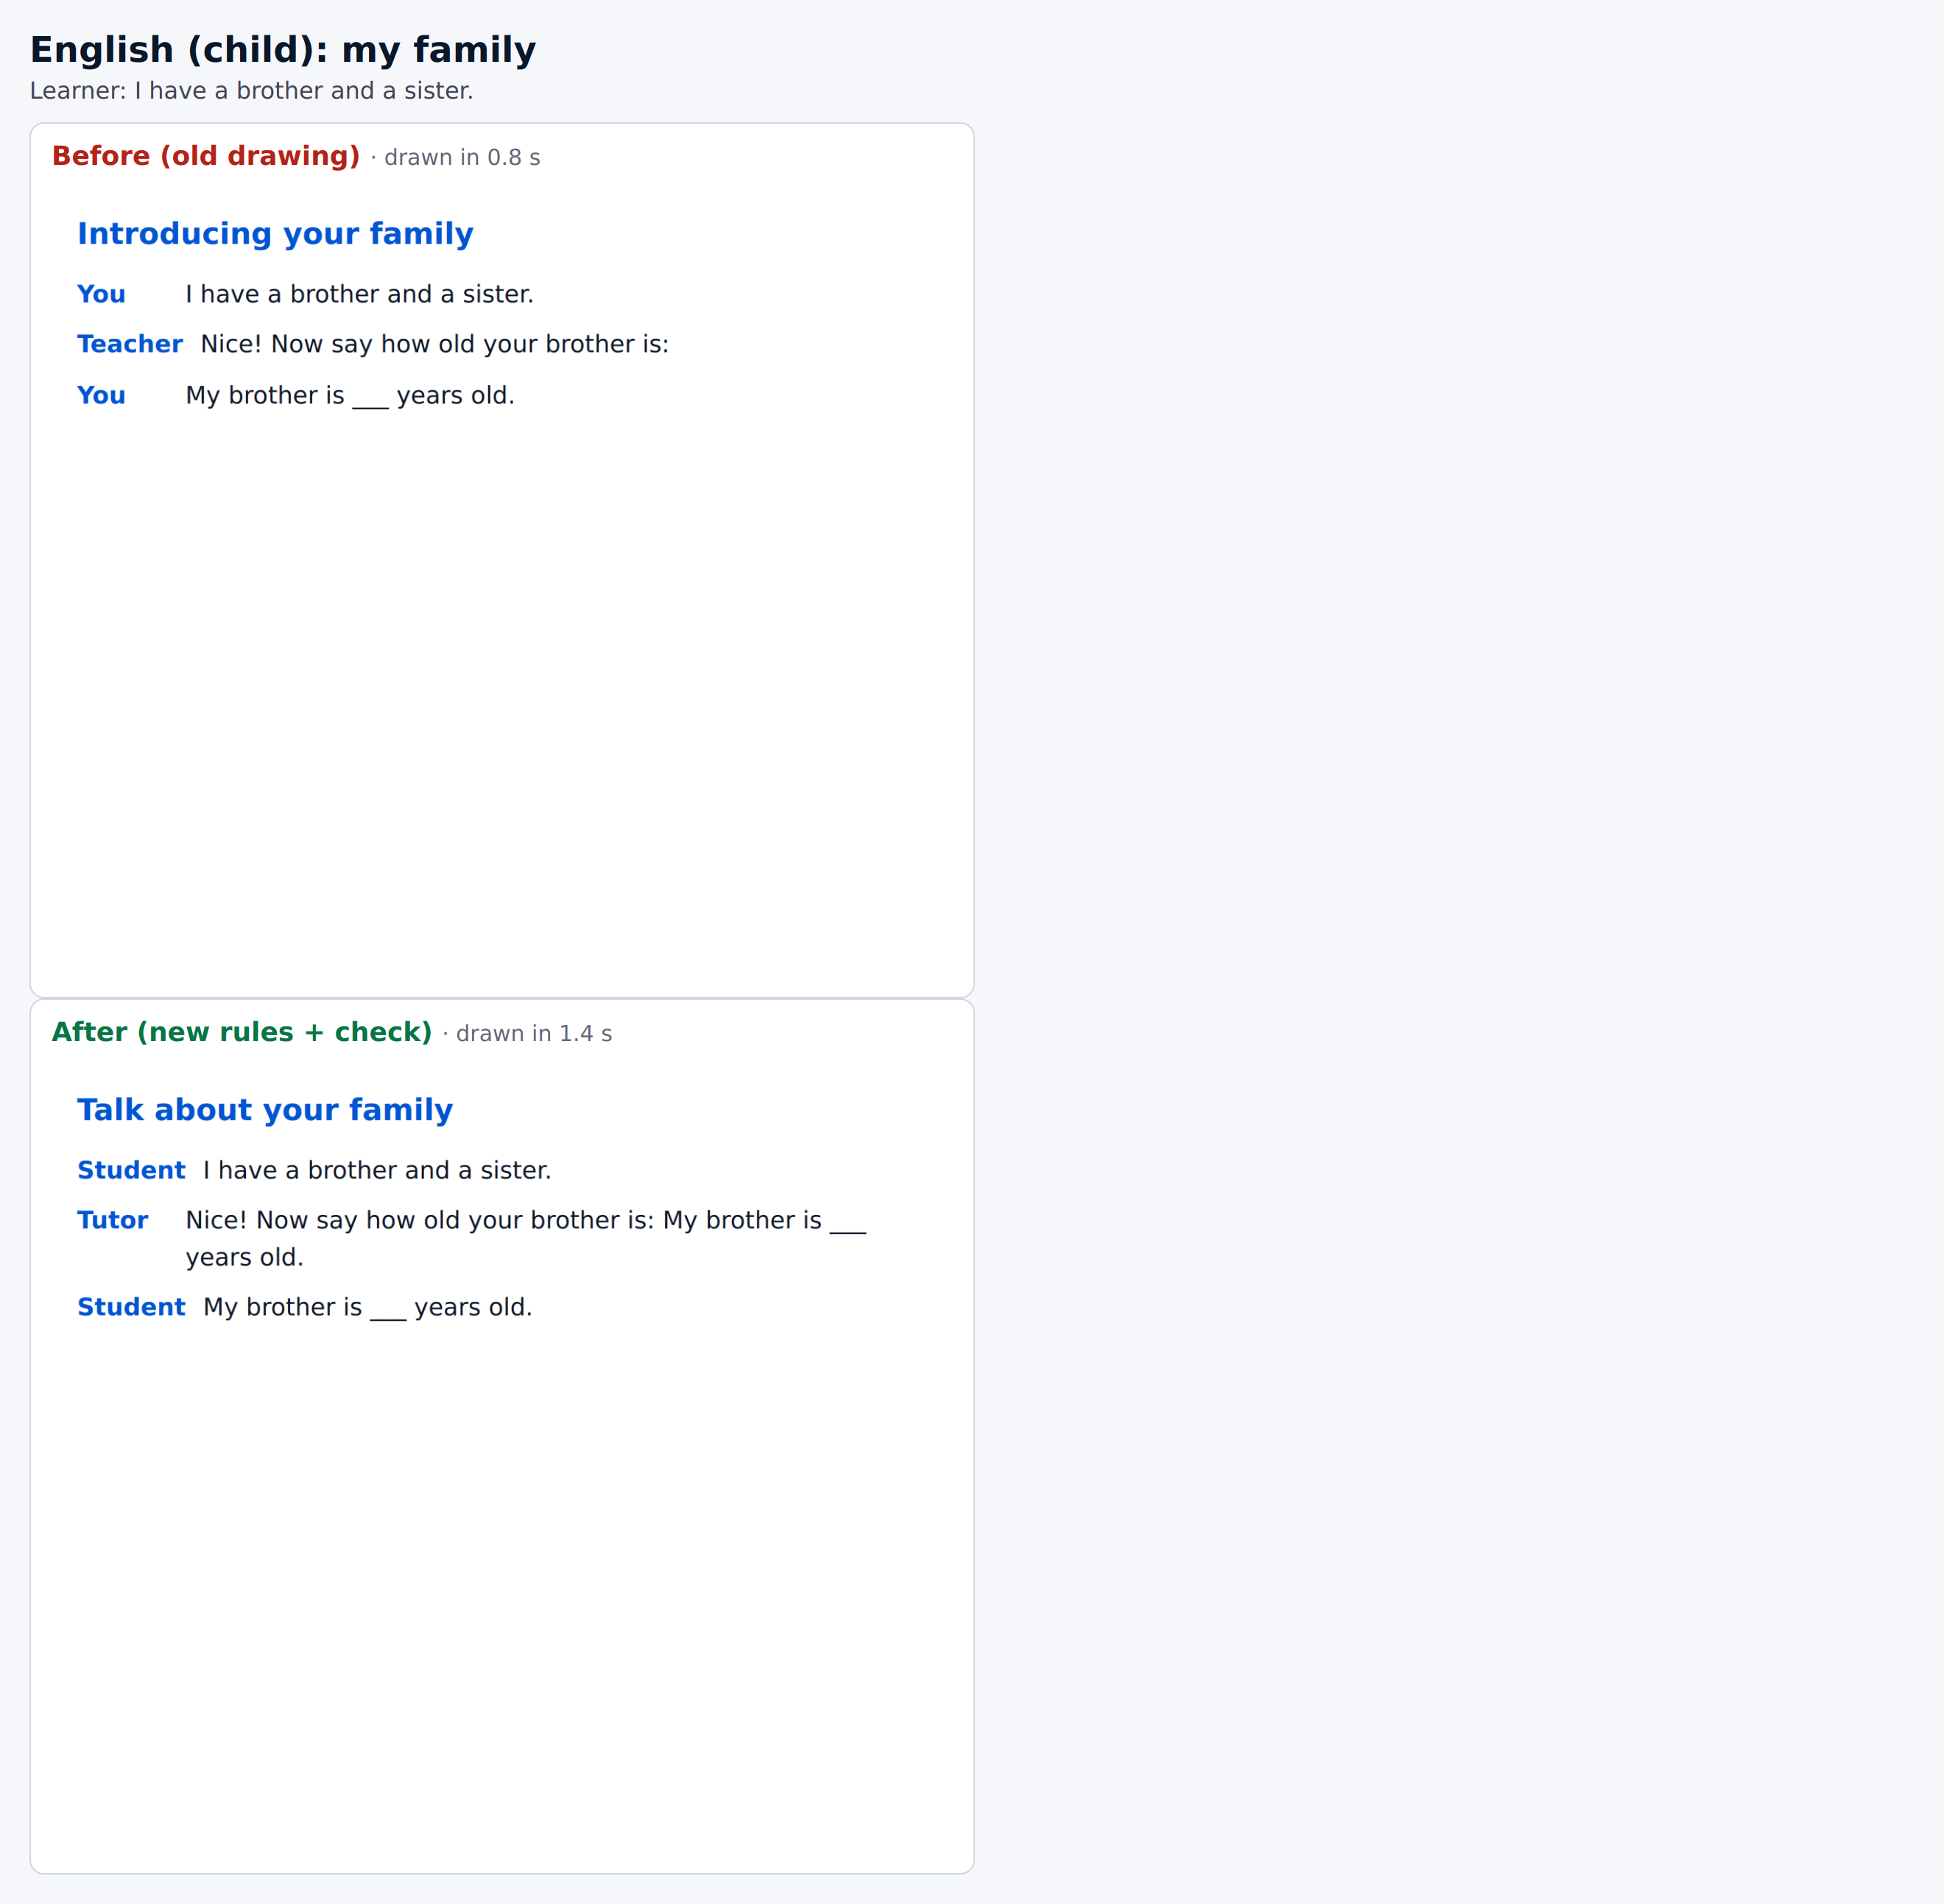 English (child): my family
Learner: I have a brother and a sister.
Before (old drawing) · drawn in 0.8 s
Introducing your family
You I have a brother and a sister.
Teacher Nice! Now say how old your brother is:
You My brother is ___ years old.
After (new rules + check) · drawn in 1.4 s
Talk about your family
Student I have a brother and a sister.
Tutor Nice! Now say how old your brother is: My brother is ___
years old.
Student My brother is ___ years old.